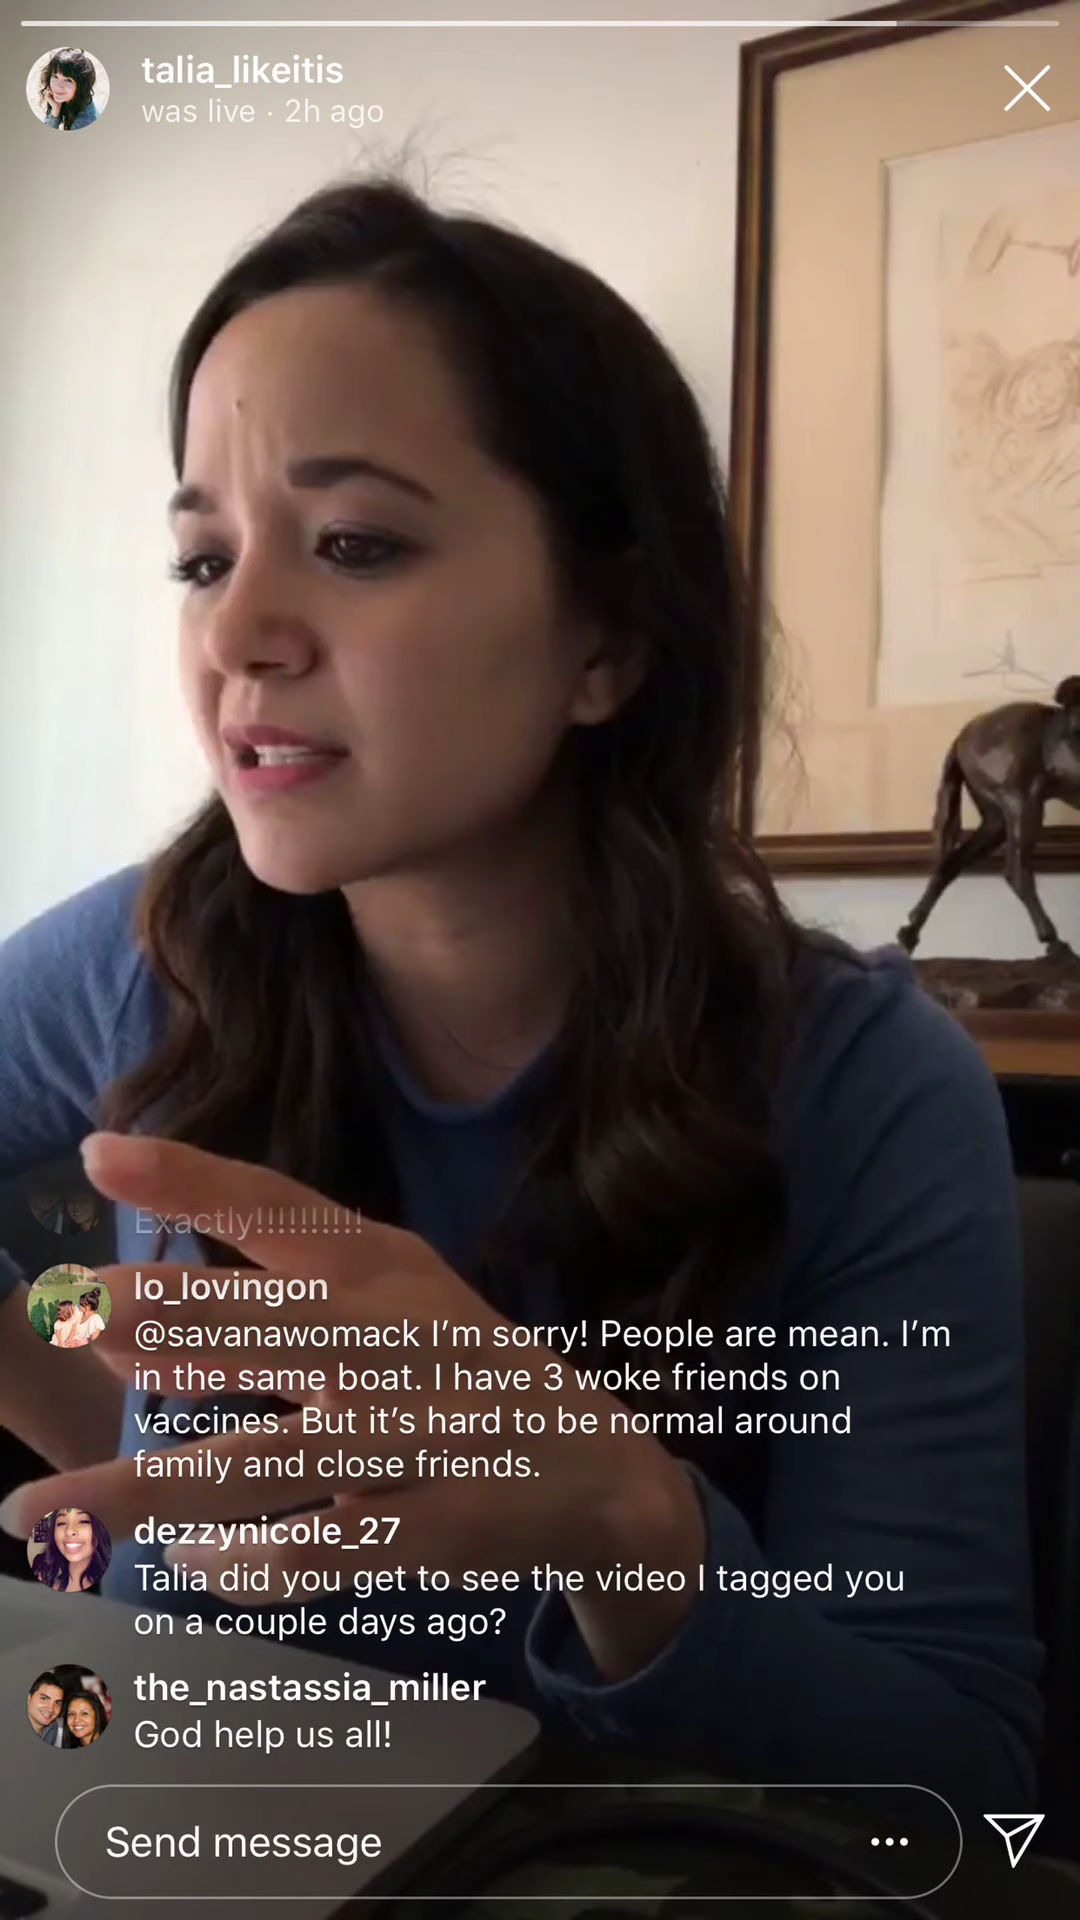 talia_likeitis
was live · 2h ago
Exactly!!!!!!!!!!
lo_lovingon
@savanawomack I’m sorry! People are mean. I’m
in the same boat. I have 3 woke friends on
vaccines. But it’s hard to be normal around
family and close friends.
dezzynicole_27
Talia did you get to see the video I tagged you
on a couple days ago?
the_nastassia_miller
God help us all!
Send message